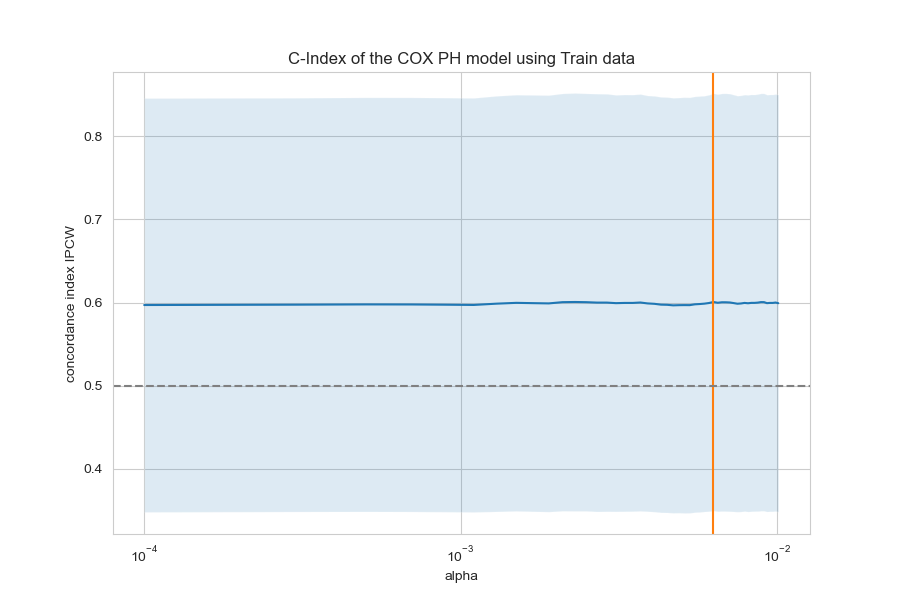 C-Index of the COX PH model using Train data
concordance index IPCW
0.8
0.7
0.6
0.5
0.4
10⁻⁴ 10⁻³ 10⁻²
alpha